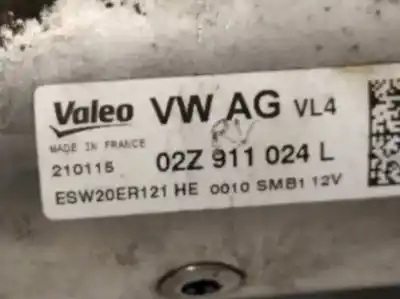 Valeo VW AG VL4
MADE IN FRANCE
210115 02Z 911 024 L
ESW20ER121 HE 0010 SMB1 12V